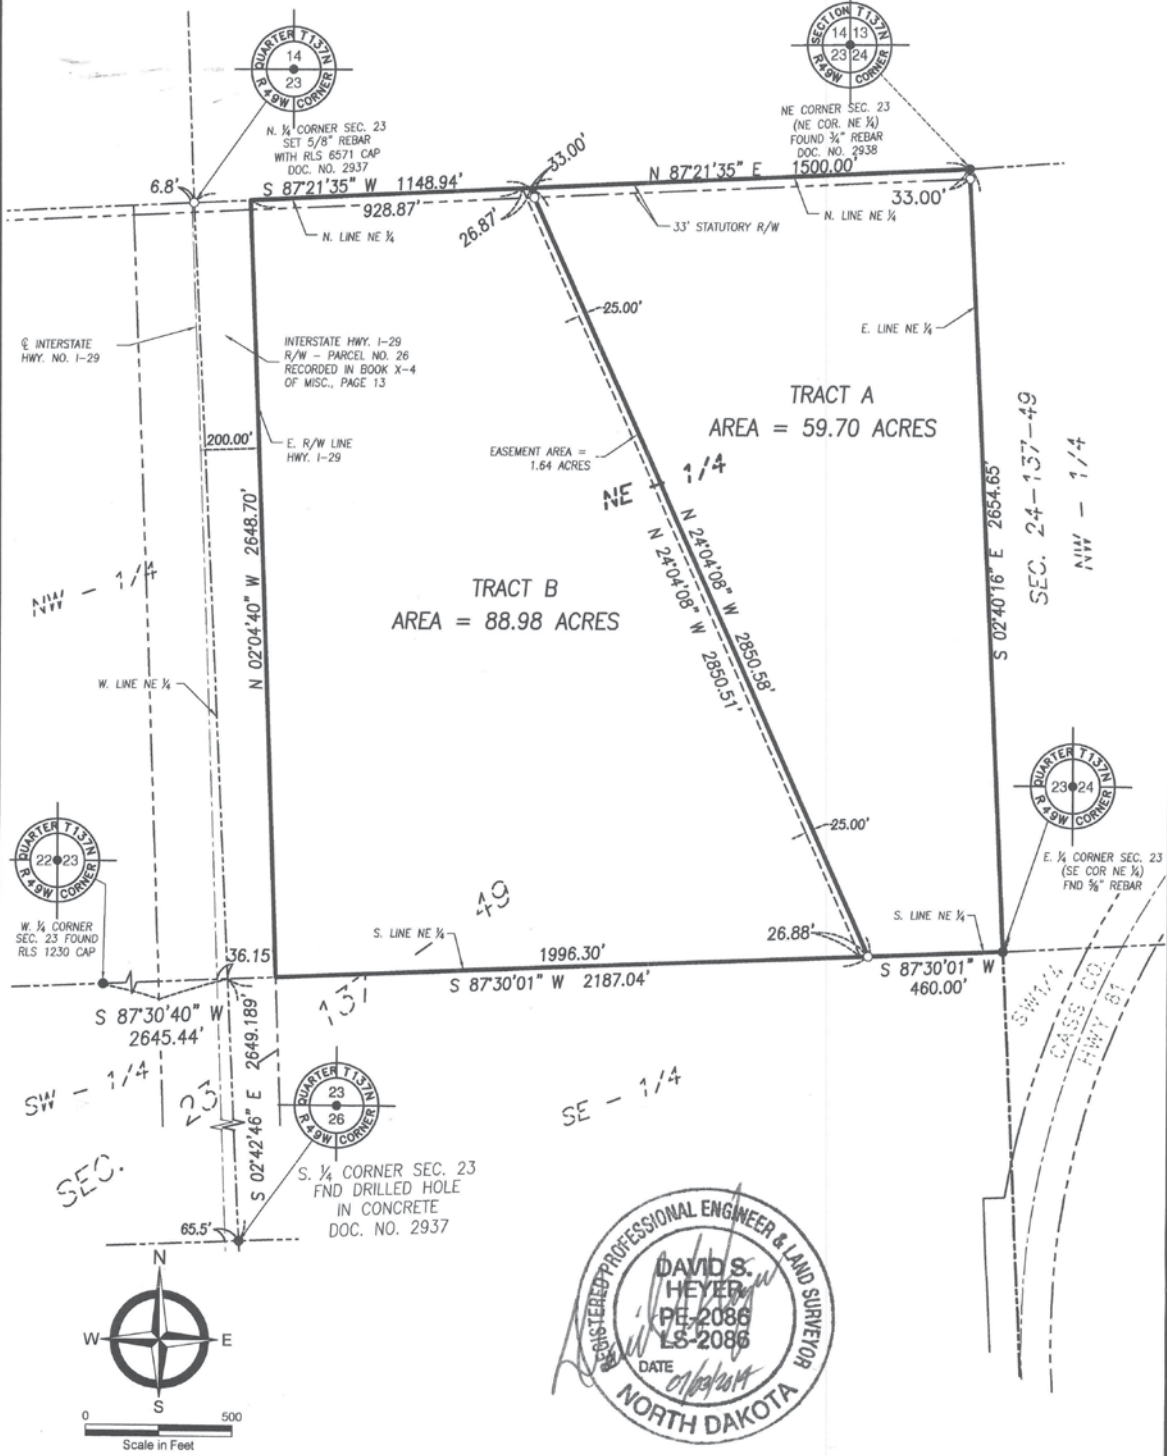 QUARTER T137N
R 49W CORNER
14
23
N. ¼ CORNER SEC. 23
SET 5/8" REBAR
WITH RLS 6571 CAP
DOC. NO. 2937
SECTION T137N
R49W CORNER
14 13
23 24
NE CORNER SEC. 23
(NE COR. NE ¼)
FOUND ¾" REBAR
DOC. NO. 2938
6.8'
S 87°21'35" W 1148.94'
928.87'
N. LINE NE ¼
33.00'
26.87'
N 87°21'35" E 1500.00'
33.00'
33' STATUTORY R/W
N. LINE NE ¼
25.00'
E. LINE NE ¼
℄ INTERSTATE
HWY. NO. I-29
INTERSTATE HWY. I-29
R/W - PARCEL NO. 26
RECORDED IN BOOK X-4
OF MISC., PAGE 13
200.00'
E. R/W LINE
HWY. I-29
TRACT A
AREA = 59.70 ACRES
EASEMENT AREA =
1.64 ACRES
NE 1/4
SEC. 24-137-49
NW - 1/4
S 02°40'16" E 2654.65'
N 02°04'40" W 2648.70'
N 24°04'08" W 2850.58'
N 24°04'08" W 2850.51'
NW - 1/4
TRACT B
AREA = 88.98 ACRES
W. LINE NE ¼
QUARTER T137N
R 49W CORNER
23 24
E. ¼ CORNER SEC. 23
(SE COR NE ¼)
FND ⅝" REBAR
QUARTER T137N
R 49W CORNER
22 23
W. ¼ CORNER
SEC. 23 FOUND
RLS 1230 CAP
25.00'
49
S. LINE NE ¼
26.88'
S. LINE NE ¼
36.15
1996.30'
S 87°30'01" W 2187.04'
S 87°30'01" W
460.00'
S 87°30'40" W
2645.44'
137
S 02°42'46" E 2649.189'
SW1/4
CASS CO.
HWY 81
SW - 1/4
23
SEC.
SE - 1/4
QUARTER T137N
R 49W CORNER
23
26
S. ¼ CORNER SEC. 23
FND DRILLED HOLE
IN CONCRETE
DOC. NO. 2937
65.5'
N
W E
S
0 500
Scale in Feet
REGISTERED PROFESSIONAL ENGINEER & LAND SURVEYOR
DAVID S.
HEYER
PE-2086
LS-2086
DATE
NORTH DAKOTA